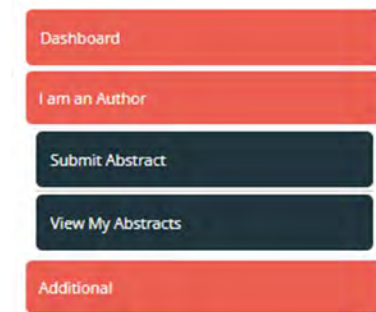 Dashboard
I am an Author
Submit Abstract
View My Abstracts
Additional